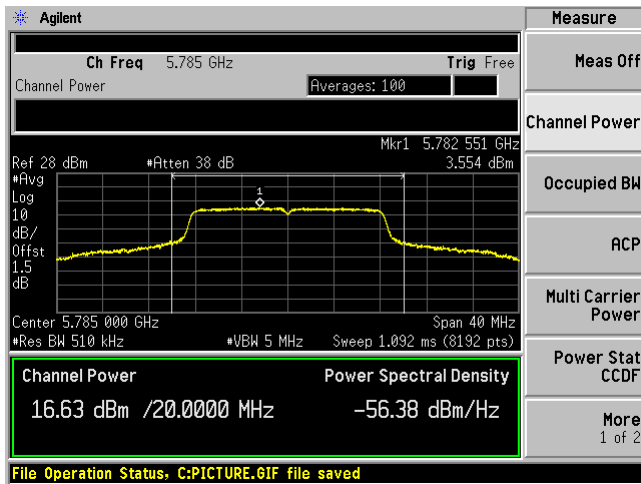 Agilent
Measure
Ch Freq 5.785 GHz Trig Free
Meas Off
Channel Power Averages: 100
Channel Power
Mkr1 5.782 551 GHz
Ref 28 dBm #Atten 38 dB 3.554 dBm
#Avg
Log
10
dB/
Offst
1.5
dB
1
Occupied BW
ACP
Multi Carrier
Power
Center 5.785 000 GHz Span 40 MHz
#Res BW 510 kHz #VBW 5 MHz Sweep 1.092 ms (8192 pts)
Power Stat
CCDF
Channel Power Power Spectral Density
16.63 dBm /20.0000 MHz -56.38 dBm/Hz
More
1 of 2
File Operation Status, C:PICTURE.GIF file saved